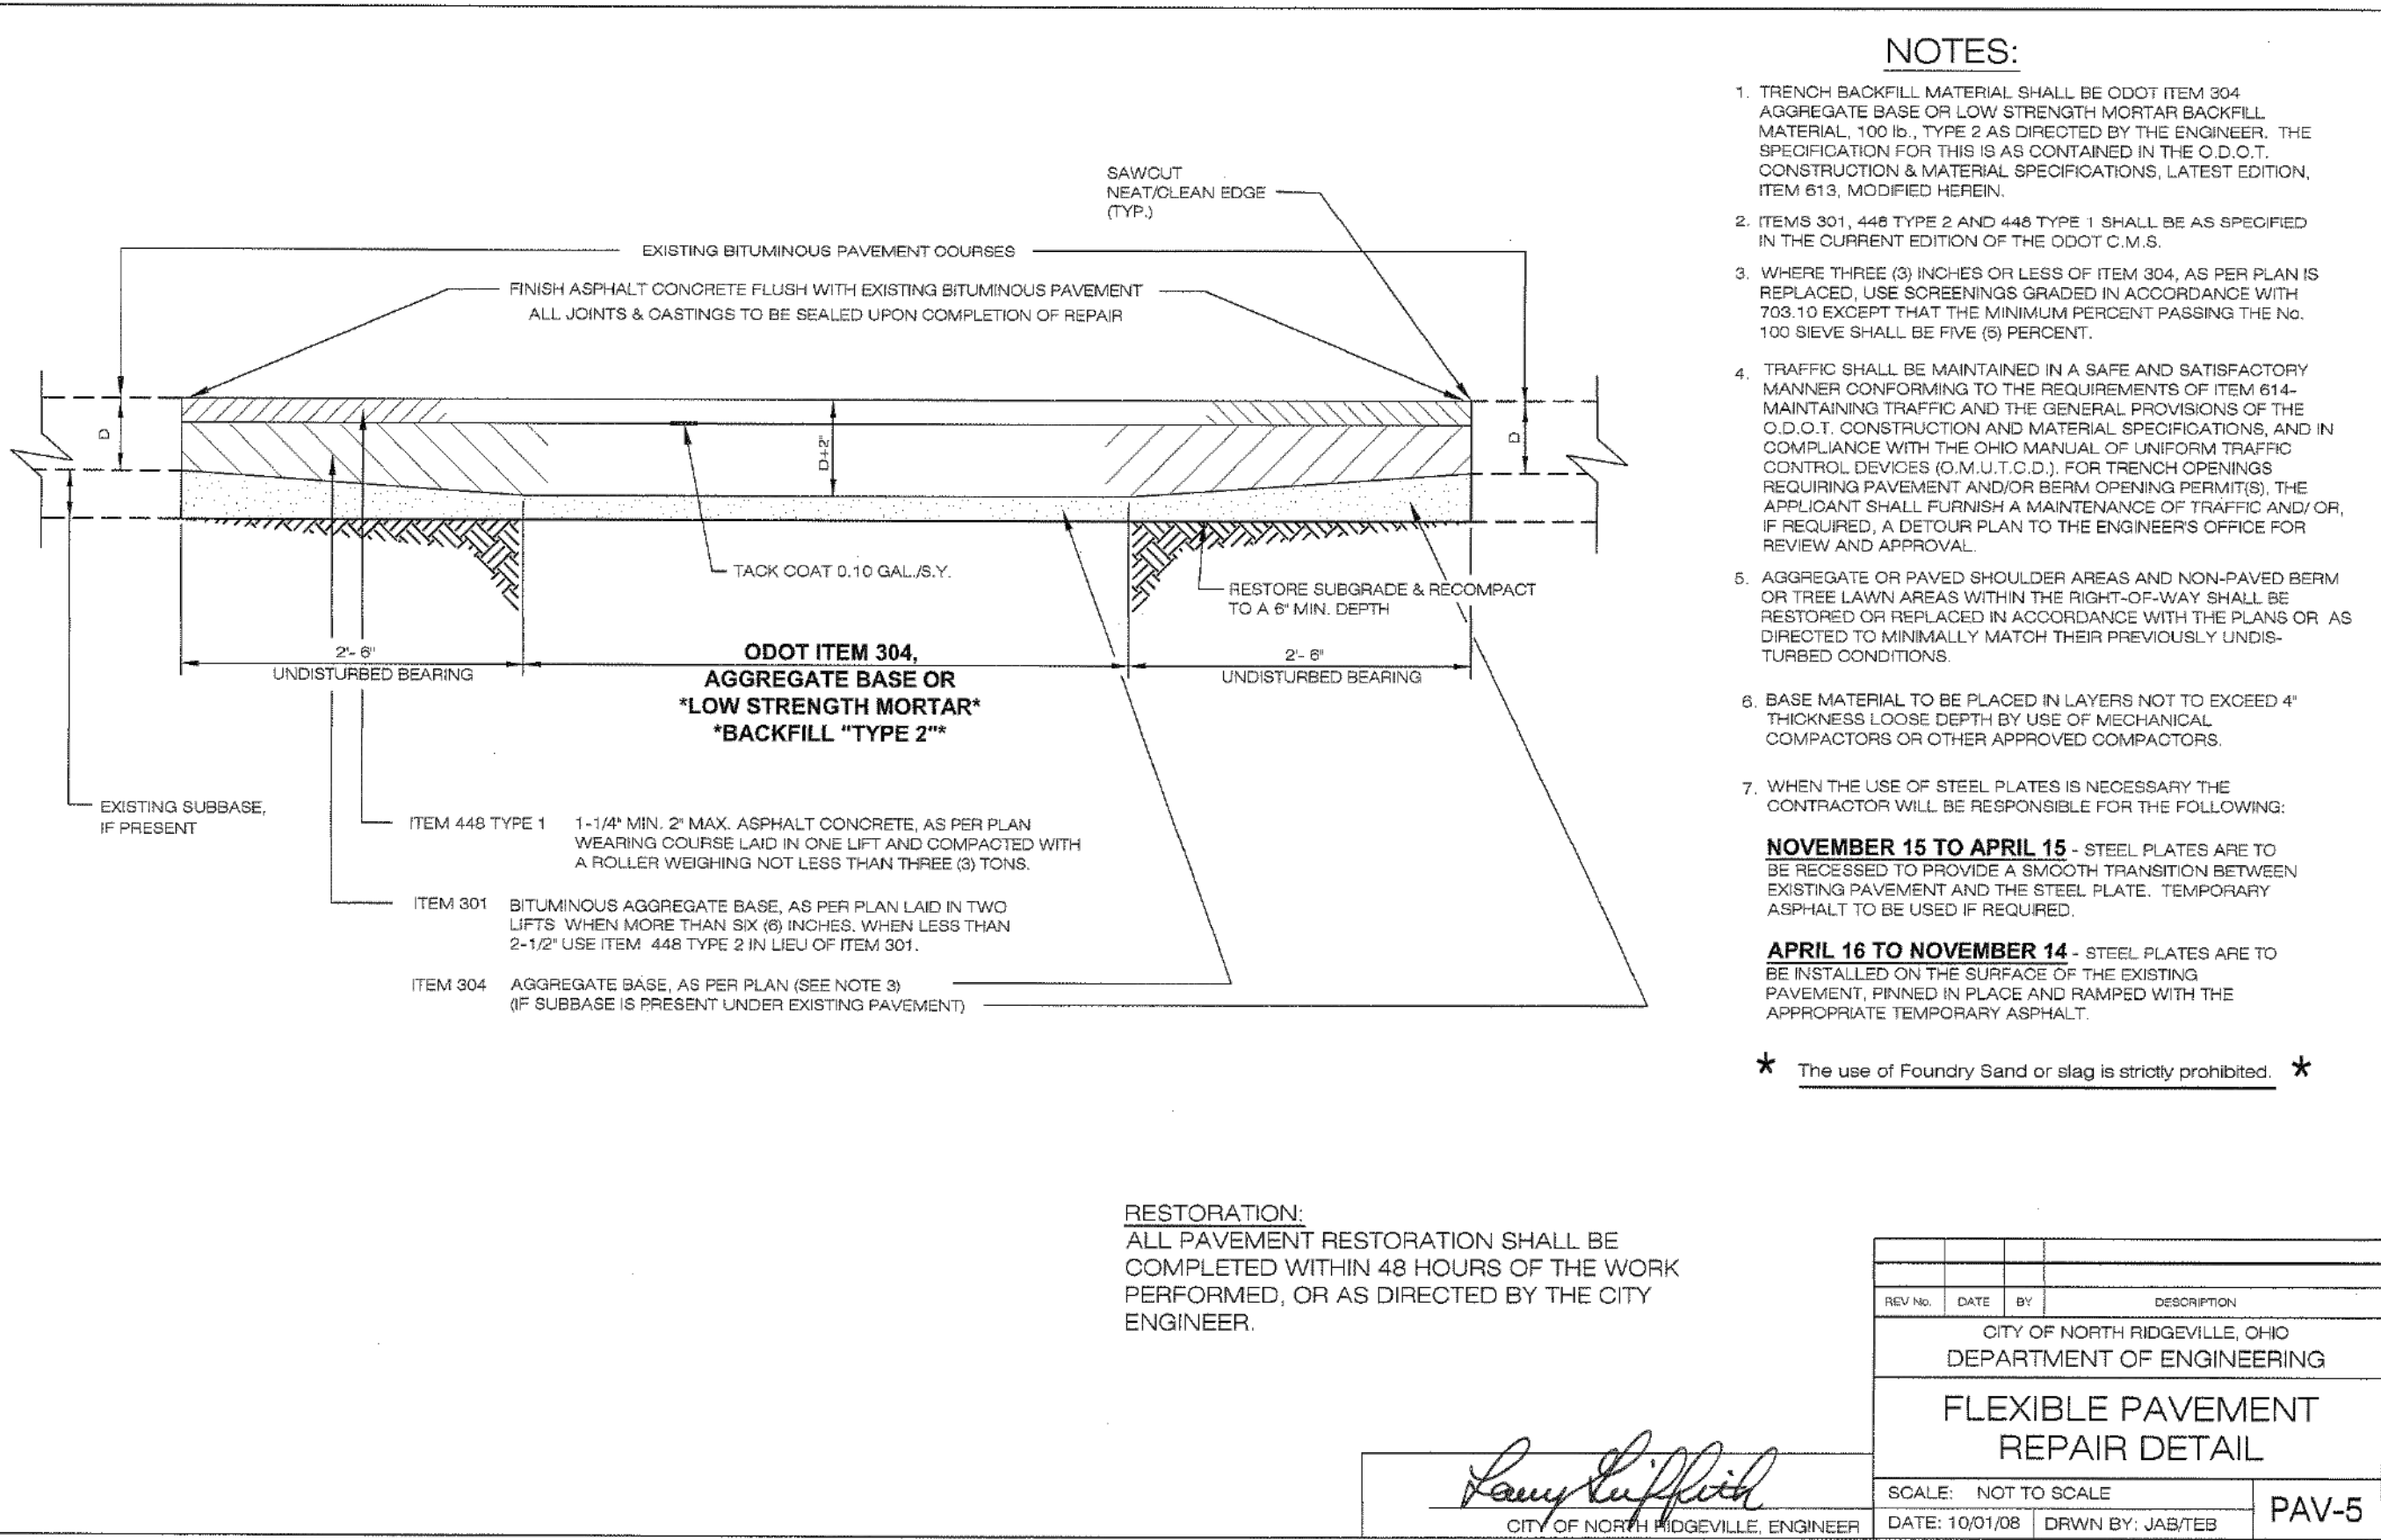 NOTES:
1. TRENCH BACKFILL MATERIAL SHALL BE ODOT ITEM 304
AGGREGATE BASE OR LOW STRENGTH MORTAR BACKFILL
MATERIAL, 100 lb., TYPE 2 AS DIRECTED BY THE ENGINEER. THE
SPECIFICATION FOR THIS IS AS CONTAINED IN THE O.D.O.T.
CONSTRUCTION & MATERIAL SPECIFICATIONS, LATEST EDITION,
ITEM 613, MODIFIED HEREIN.
2. ITEMS 301, 448 TYPE 2 AND 448 TYPE 1 SHALL BE AS SPECIFIED
IN THE CURRENT EDITION OF THE ODOT C.M.S.
3. WHERE THREE (3) INCHES OR LESS OF ITEM 304, AS PER PLAN IS
REPLACED, USE SCREENINGS GRADED IN ACCORDANCE WITH
703.10 EXCEPT THAT THE MINIMUM PERCENT PASSING THE No.
100 SIEVE SHALL BE FIVE (5) PERCENT.
4. TRAFFIC SHALL BE MAINTAINED IN A SAFE AND SATISFACTORY
MANNER CONFORMING TO THE REQUIREMENTS OF ITEM 614-
MAINTAINING TRAFFIC AND THE GENERAL PROVISIONS OF THE
O.D.O.T. CONSTRUCTION AND MATERIAL SPECIFICATIONS, AND IN
COMPLIANCE WITH THE OHIO MANUAL OF UNIFORM TRAFFIC
CONTROL DEVICES (O.M.U.T.C.D.). FOR TRENCH OPENINGS
REQUIRING PAVEMENT AND/OR BERM OPENING PERMIT(S), THE
APPLICANT SHALL FURNISH A MAINTENANCE OF TRAFFIC AND/ OR,
IF REQUIRED, A DETOUR PLAN TO THE ENGINEER'S OFFICE FOR
REVIEW AND APPROVAL.
5. AGGREGATE OR PAVED SHOULDER AREAS AND NON-PAVED BERM
OR TREE LAWN AREAS WITHIN THE RIGHT-OF-WAY SHALL BE
RESTORED OR REPLACED IN ACCORDANCE WITH THE PLANS OR AS
DIRECTED TO MINIMALLY MATCH THEIR PREVIOUSLY UNDIS-
TURBED CONDITIONS.
6. BASE MATERIAL TO BE PLACED IN LAYERS NOT TO EXCEED 4"
THICKNESS LOOSE DEPTH BY USE OF MECHANICAL
COMPACTORS OR OTHER APPROVED COMPACTORS.
7. WHEN THE USE OF STEEL PLATES IS NECESSARY THE
CONTRACTOR WILL BE RESPONSIBLE FOR THE FOLLOWING:
NOVEMBER 15 TO APRIL 15 - STEEL PLATES ARE TO
BE RECESSED TO PROVIDE A SMOOTH TRANSITION BETWEEN
EXISTING PAVEMENT AND THE STEEL PLATE. TEMPORARY
ASPHALT TO BE USED IF REQUIRED.
APRIL 16 TO NOVEMBER 14 - STEEL PLATES ARE TO
BE INSTALLED ON THE SURFACE OF THE EXISTING
PAVEMENT, PINNED IN PLACE AND RAMPED WITH THE
APPROPRIATE TEMPORARY ASPHALT.
* The use of Foundry Sand or slag is strictly prohibited. *
SAWCUT
NEAT/CLEAN EDGE
(TYP.)
EXISTING BITUMINOUS PAVEMENT COURSES
FINISH ASPHALT CONCRETE FLUSH WITH EXISTING BITUMINOUS PAVEMENT
ALL JOINTS & CASTINGS TO BE SEALED UPON COMPLETION OF REPAIR
D
D+2"
D
TACK COAT 0.10 GAL./S.Y.
RESTORE SUBGRADE & RECOMPACT
TO A 6" MIN. DEPTH
2'- 6"
UNDISTURBED BEARING
ODOT ITEM 304,
AGGREGATE BASE OR
*LOW STRENGTH MORTAR*
*BACKFILL "TYPE 2"*
2'- 6"
UNDISTURBED BEARING
EXISTING SUBBASE,
IF PRESENT
ITEM 448 TYPE 1 1-1/4" MIN. 2" MAX. ASPHALT CONCRETE, AS PER PLAN
WEARING COURSE LAID IN ONE LIFT AND COMPACTED WITH
A ROLLER WEIGHING NOT LESS THAN THREE (3) TONS.
ITEM 301 BITUMINOUS AGGREGATE BASE, AS PER PLAN LAID IN TWO
LIFTS WHEN MORE THAN SIX (6) INCHES. WHEN LESS THAN
2-1/2" USE ITEM 448 TYPE 2 IN LIEU OF ITEM 301.
ITEM 304 AGGREGATE BASE, AS PER PLAN (SEE NOTE 3)
(IF SUBBASE IS PRESENT UNDER EXISTING PAVEMENT)
RESTORATION:
ALL PAVEMENT RESTORATION SHALL BE
COMPLETED WITHIN 48 HOURS OF THE WORK
PERFORMED, OR AS DIRECTED BY THE CITY
ENGINEER.
Larry Griffith
CITY OF NORTH RIDGEVILLE, ENGINEER
REV No. DATE BY DESCRIPTION
CITY OF NORTH RIDGEVILLE, OHIO
DEPARTMENT OF ENGINEERING
FLEXIBLE PAVEMENT
REPAIR DETAIL
SCALE: NOT TO SCALE
DATE: 10/01/08 DRWN BY: JAB/TEB
PAV-5